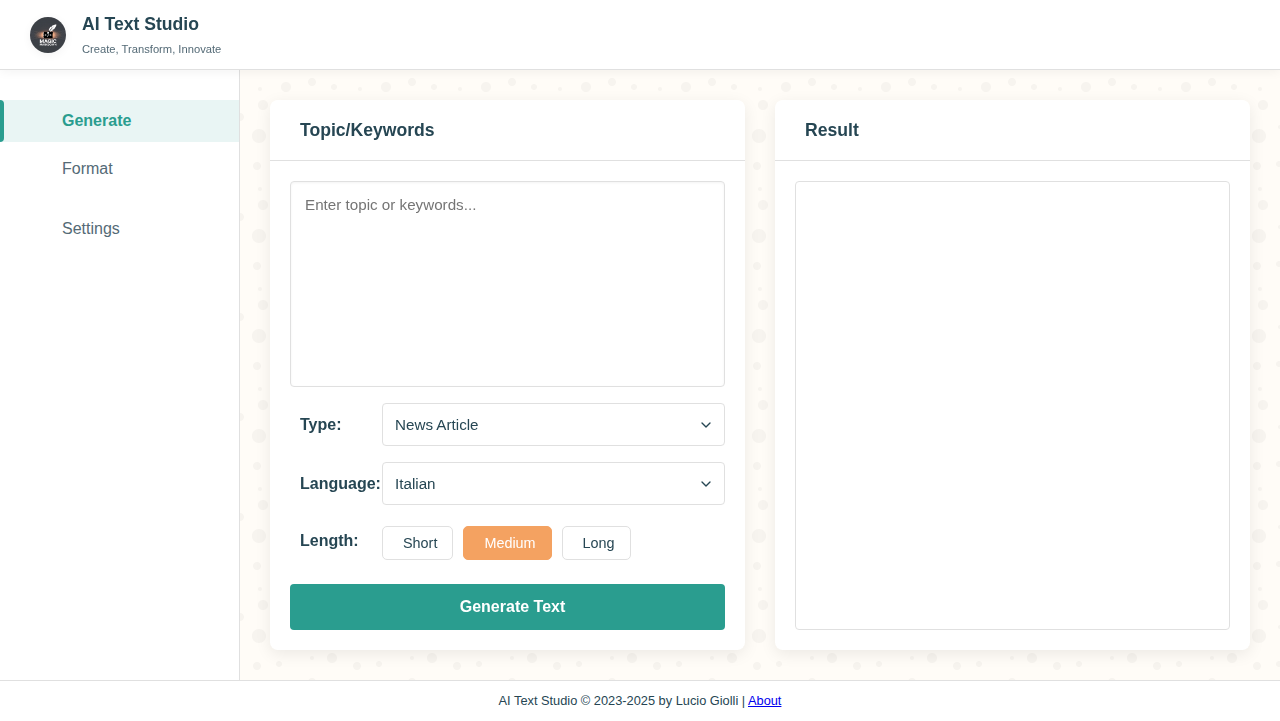 MAGIC
AI Text Studio
Create, Transform, Innovate
Generate
Format
Settings
Topic/Keywords
Enter topic or keywords...
Type:
News Article
Language:
Italian
Length:
Short
Medium
Long
Generate Text
Result
AI Text Studio © 2023-2025 by Lucio Giolli | About